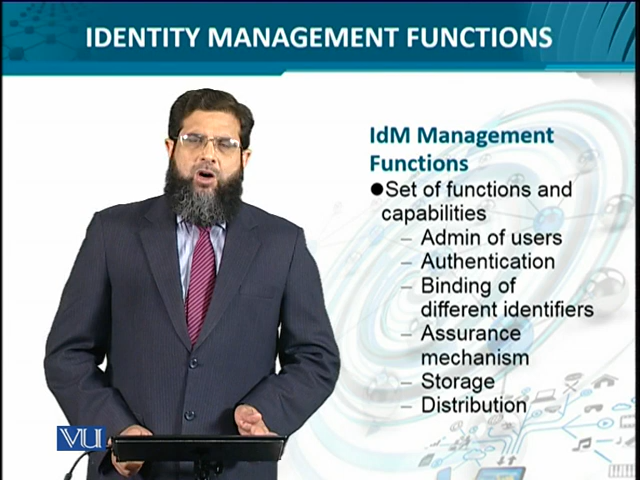 IDENTITY MANAGEMENT FUNCTIONS
IdM Management
Functions
●Set of functions and
capabilities
– Admin of users
– Authentication
– Binding of
different identifiers
– Assurance
mechanism
– Storage
– Distribution
VU